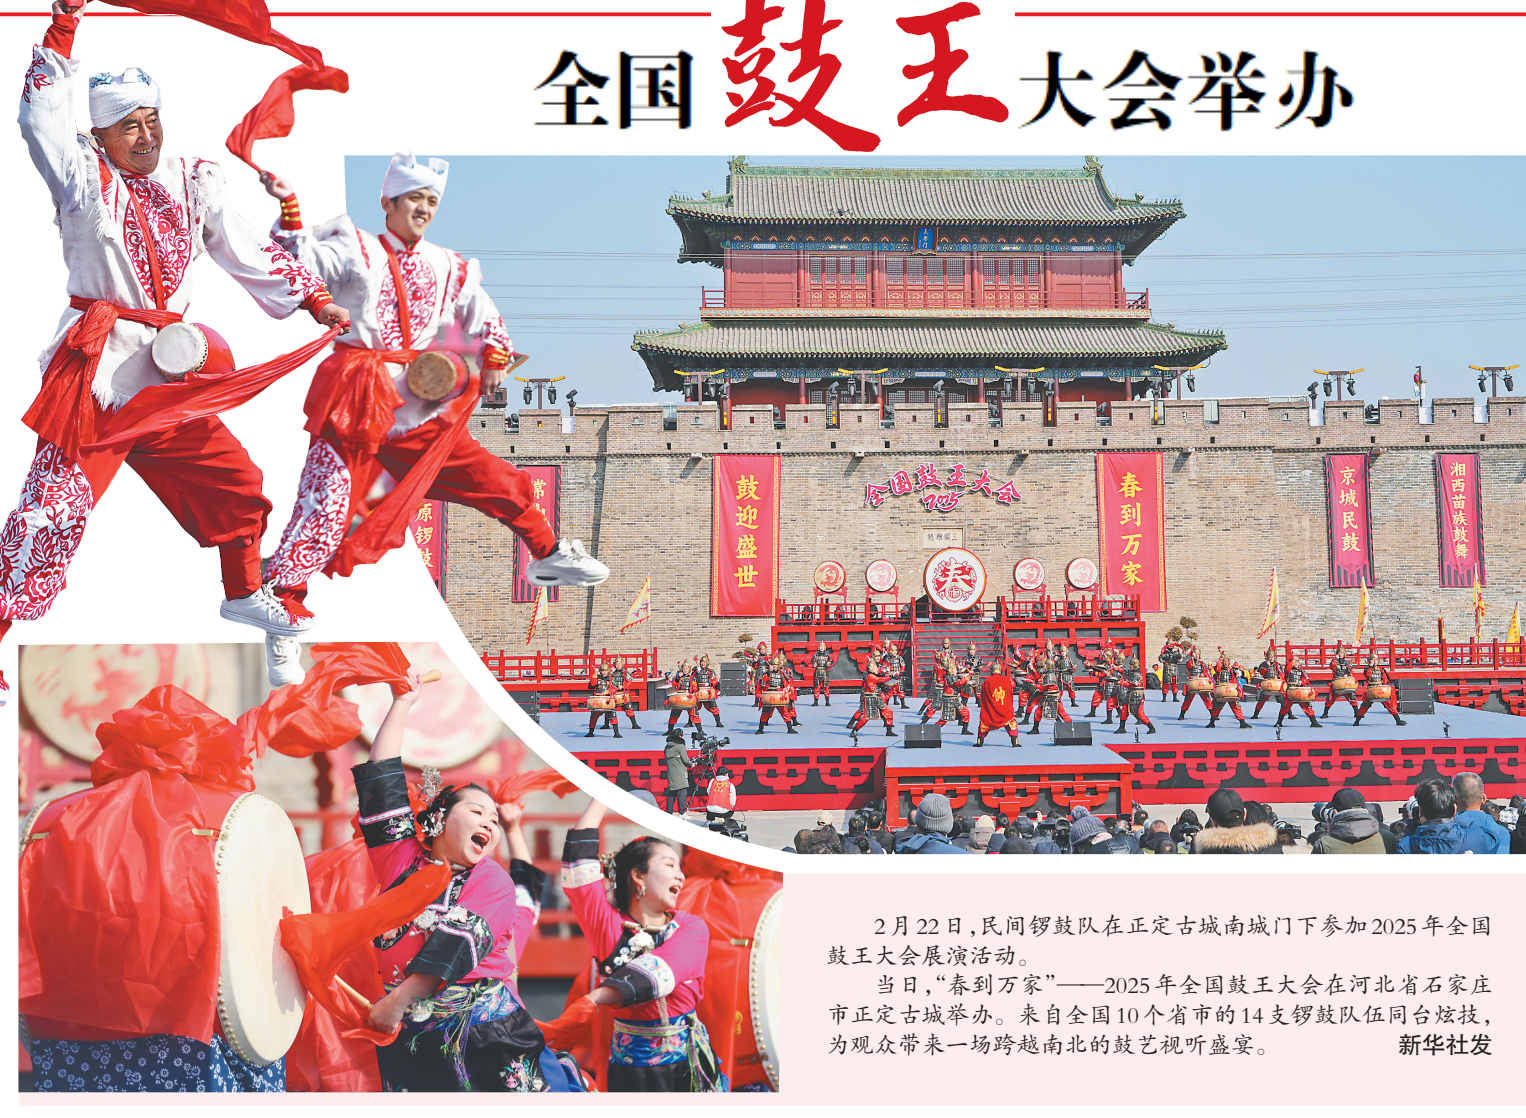 全国鼓王大会举办
鼓迎盛世
全国鼓王大会
2025
春到万家
京城民鼓
湘西苗族鼓舞
常山
原锣鼓
春
帥
2月22日，民间锣鼓队在正定古城南城门下参加2025年全国
鼓王大会展演活动。
当日，“春到万家”——2025年全国鼓王大会在河北省石家庄
市正定古城举办。来自全国10个省市的14支锣鼓队伍同台炫技，
为观众带来一场跨越南北的鼓艺视听盛宴。
新华社发